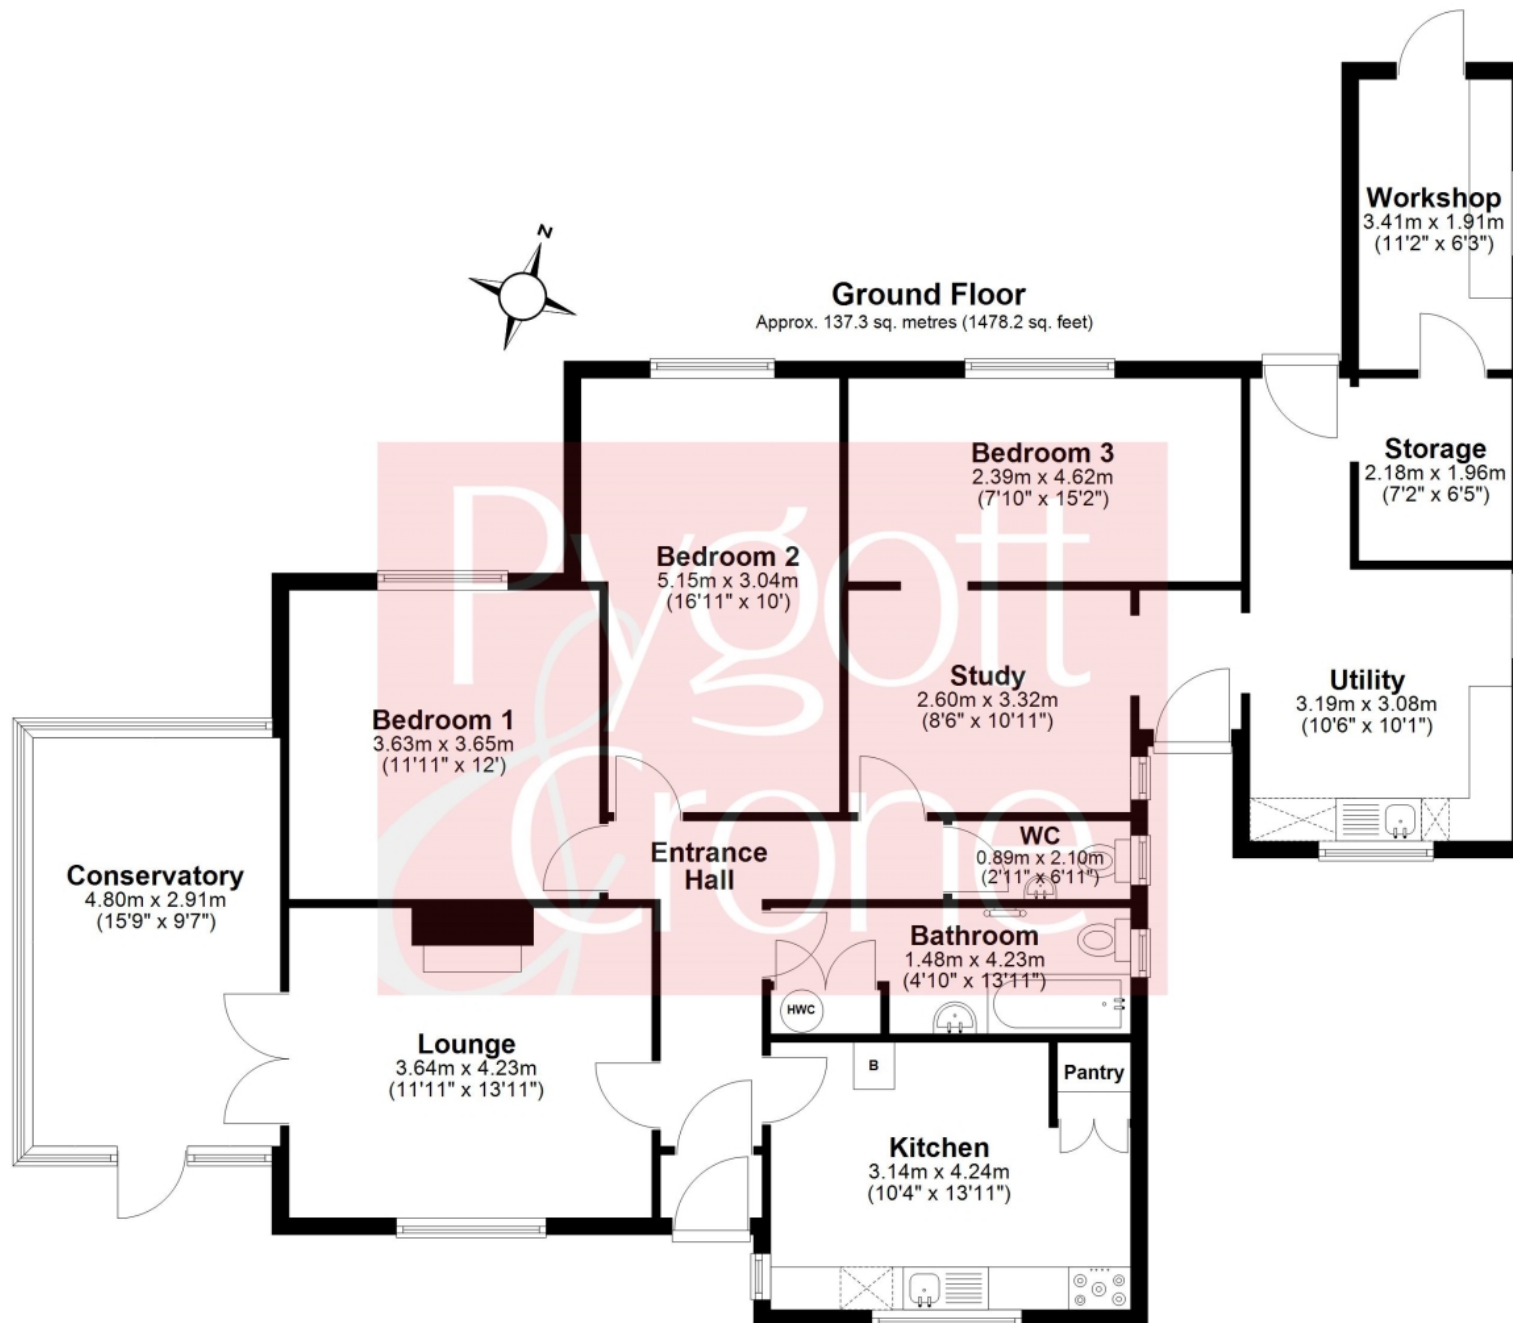 Workshop
3.41m x 1.91m
(11'2" x 6'3")
N
Ground Floor
Approx. 137.3 sq. metres (1478.2 sq. feet)
Bedroom 3
2.39m x 4.62m
(7'10" x 15'2")
Storage
2.18m x 1.96m
(7'2" x 6'5")
Bedroom 2
5.15m x 3.04m
(16'11" x 10')
Pygott
& Crone
Bedroom 1
3.63m x 3.65m
(11'11" x 12')
Study
2.60m x 3.32m
(8'6" x 10'11")
Utility
3.19m x 3.08m
(10'6" x 10'1")
Entrance
Hall
WC
0.89m x 2.10m
(2'11" x 6'11")
Conservatory
4.80m x 2.91m
(15'9" x 9'7")
Bathroom
1.48m x 4.23m
(4'10" x 13'11")
HWC
Lounge
3.64m x 4.23m
(11'11" x 13'11")
B
Pantry
Kitchen
3.14m x 4.24m
(10'4" x 13'11")